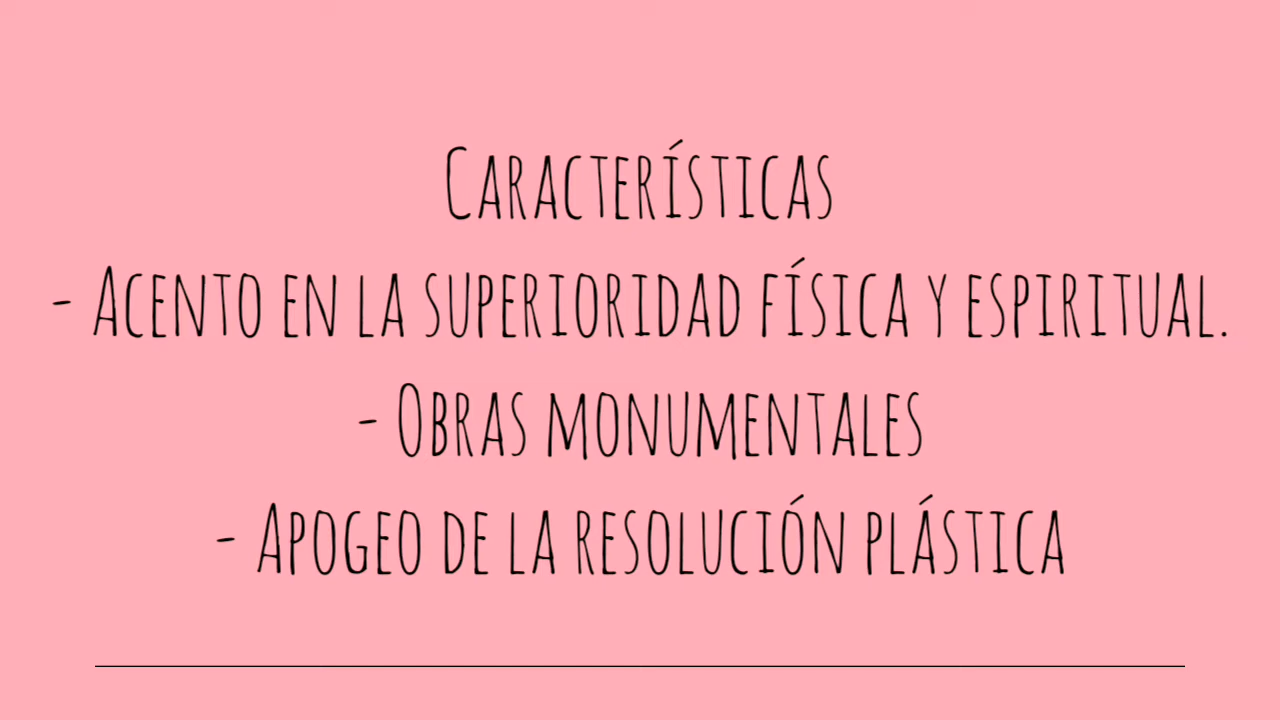 Características
- Acento en la superioridad física y espiritual.
- Obras monumentales
- Apogeo de la resolución plástica